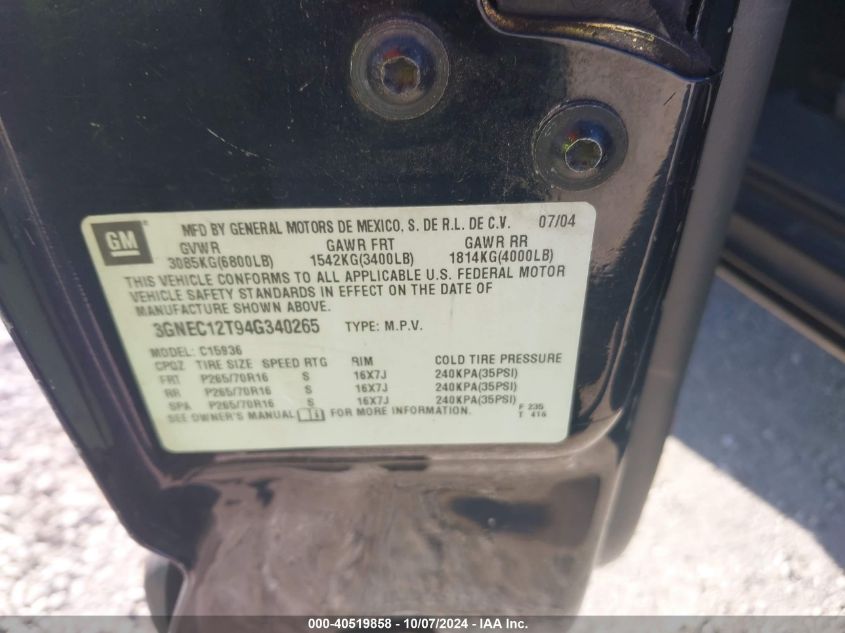 GM
MFD BY GENERAL MOTORS DE MEXICO, S. DE R.L. DE C.V. 07/04
GVWR GAWR FRT GAWR RR
3085KG(6800LB) 1542KG(3400LB) 1814KG(4000LB)
THIS VEHICLE CONFORMS TO ALL APPLICABLE U.S. FEDERAL MOTOR
VEHICLE SAFETY STANDARDS IN EFFECT ON THE DATE OF
MANUFACTURE SHOWN ABOVE.
3GNEC12T94G340265 TYPE: M.P.V.
MODEL: C15936
CPGZ TIRE SIZE SPEED RTG RIM COLD TIRE PRESSURE
FRT P265/70R16 S 16X7J 240KPA(35PSI)
RR P265/70R16 S 16X7J 240KPA(35PSI)
SPA P265/70R16 S 16X7J 240KPA(35PSI)
SEE OWNER'S MANUAL FOR MORE INFORMATION. F 235
T 416
000-40519858 - 10/07/2024 - IAA Inc.